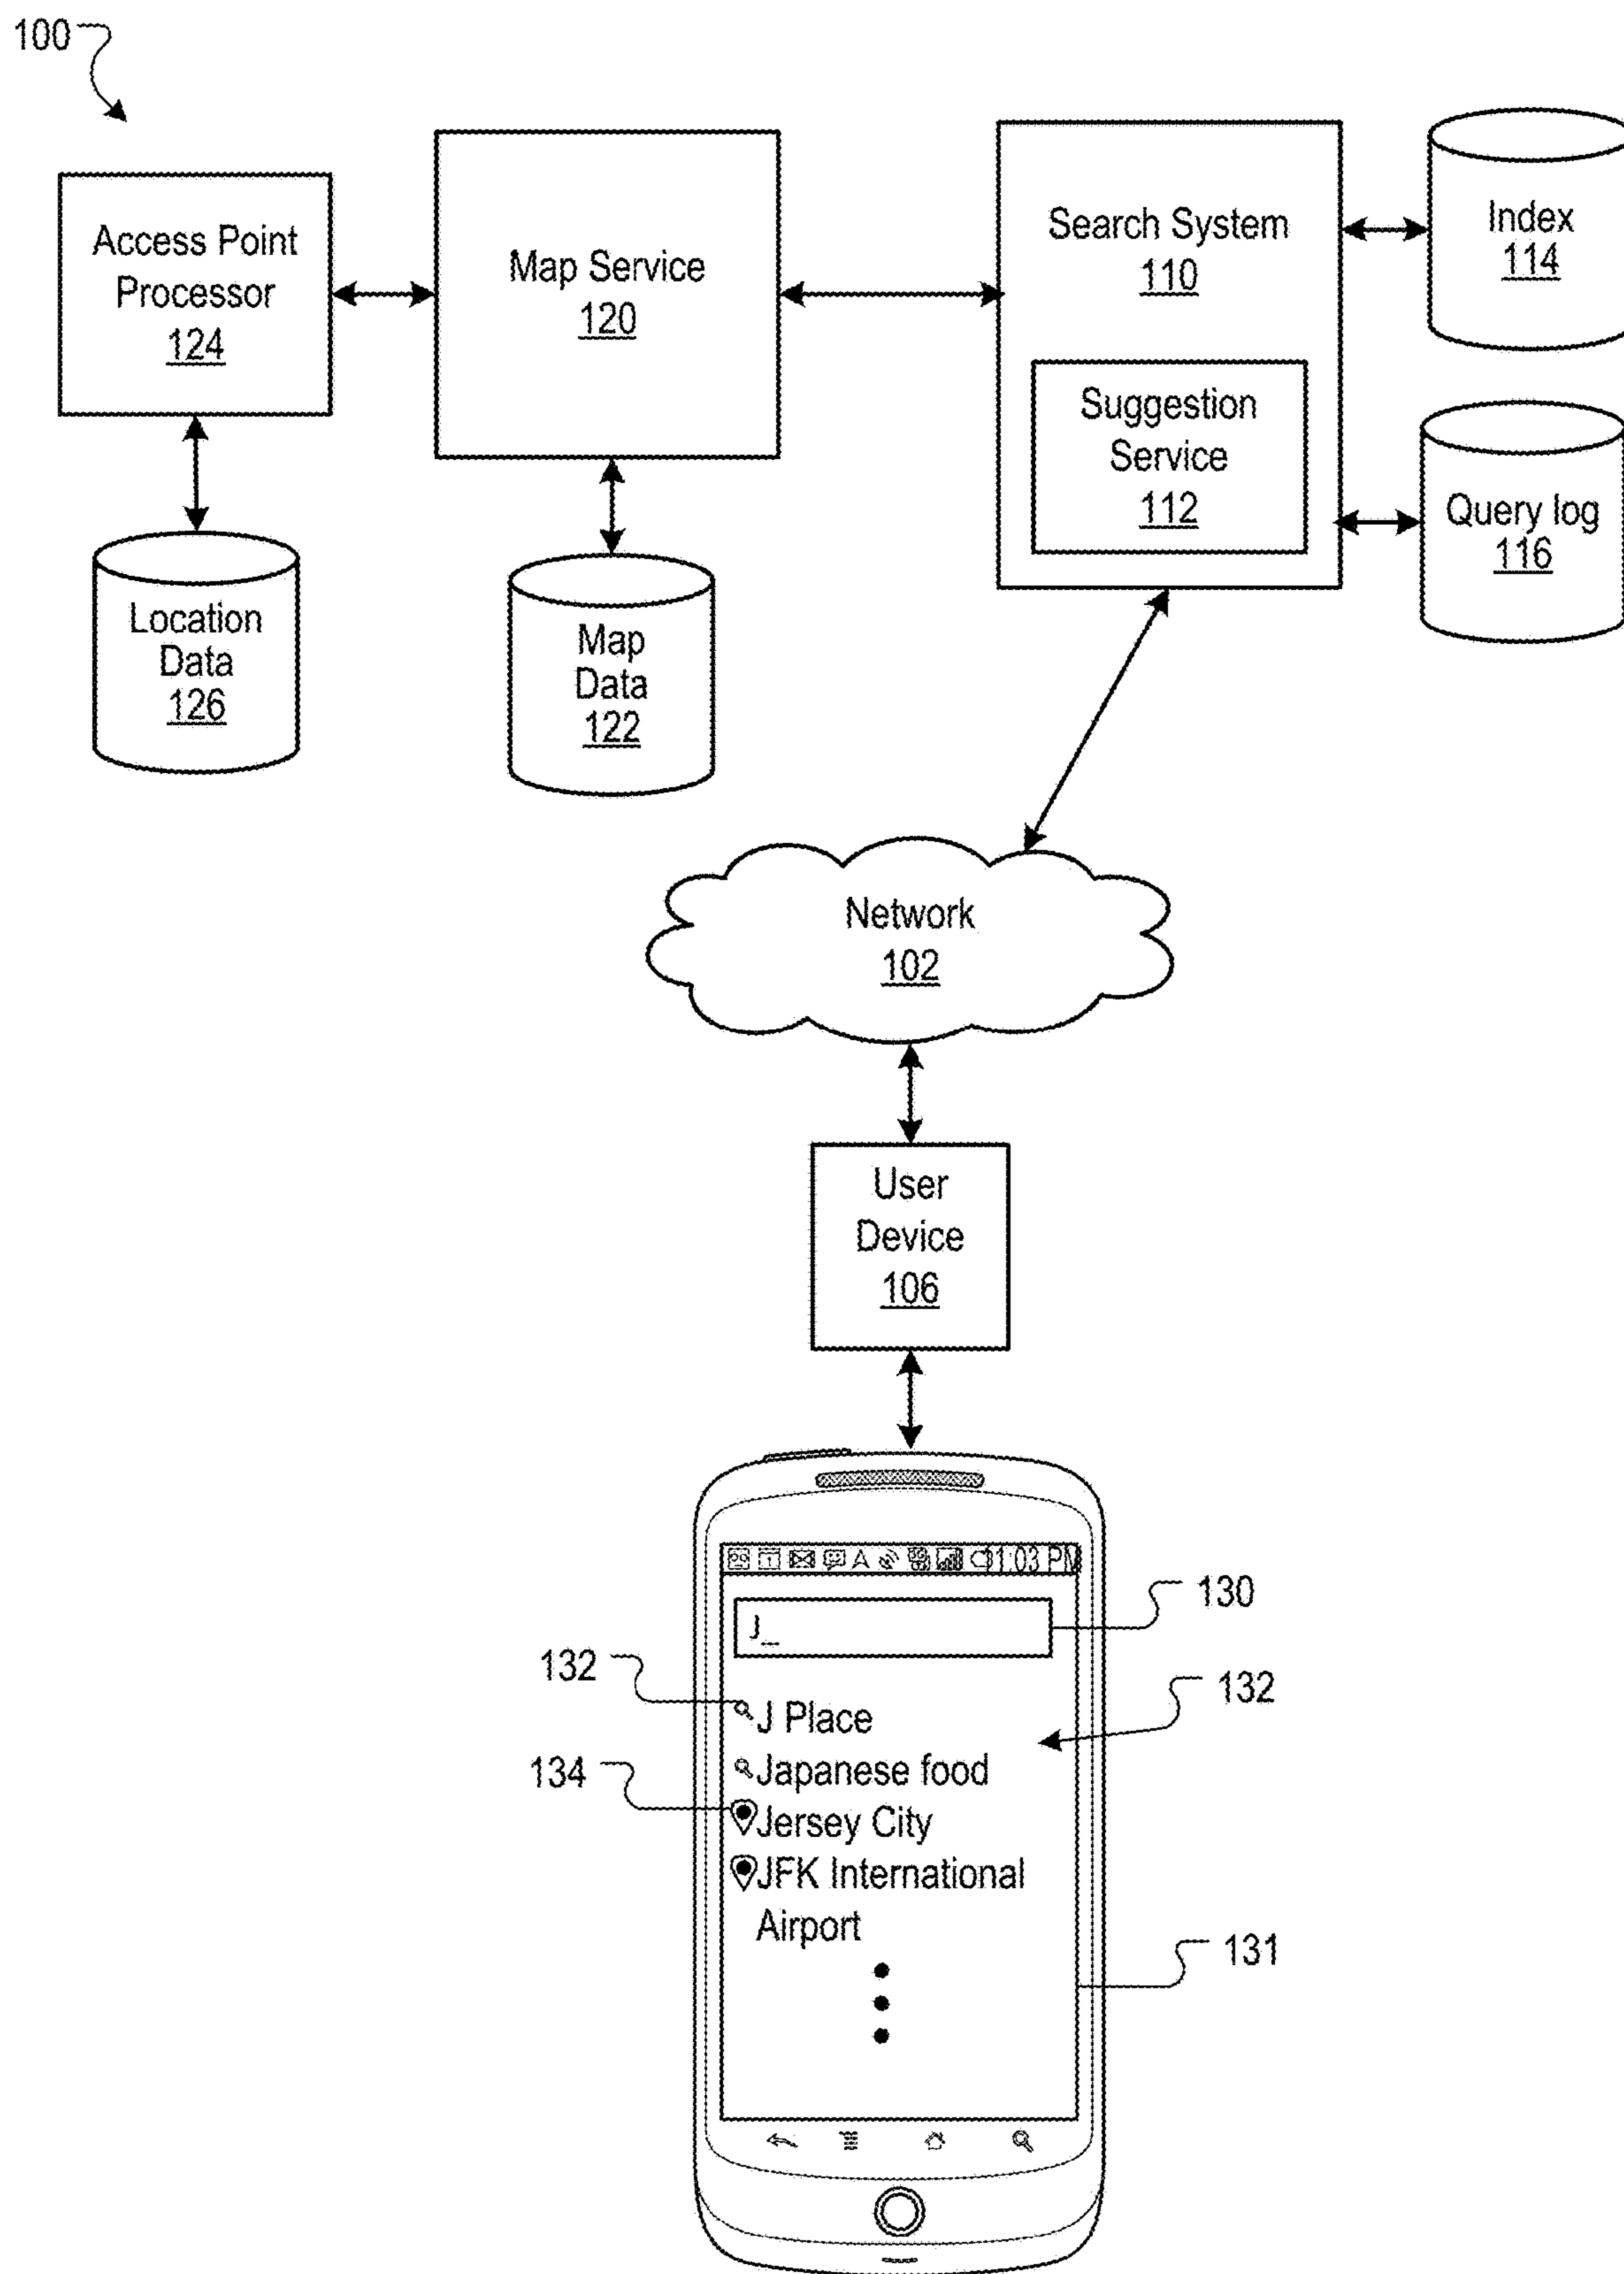 100
Access Point
Processor
124
Map Service
120
Search System
110
Suggestion
Service
112
Index
114
Query log
116
Location
Data
126
Map
Data
122
Network
102
User
Device
106
11:03 PM
J_
130
132
J Place
132
Japanese food
134
Jersey City
JFK International
Airport
131